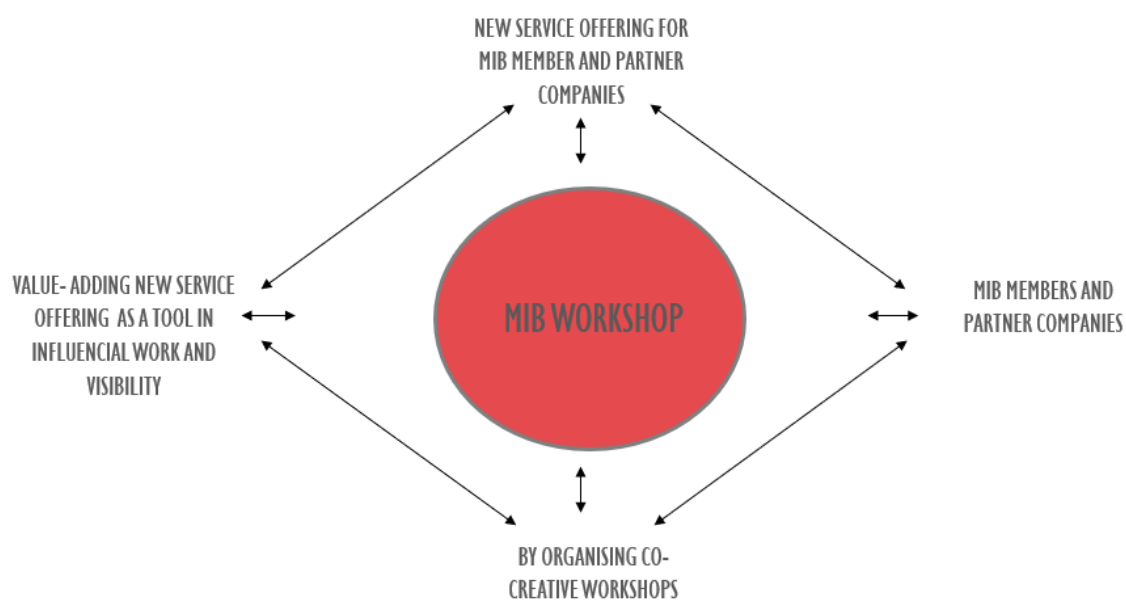 NEW SERVICE OFFERING FOR
MIB MEMBER AND PARTNER
COMPANIES
VALUE- ADDING NEW SERVICE
OFFERING AS A TOOL IN
INFLUENCIAL WORK AND
VISIBILITY
MIB WORKSHOP
MIB MEMBERS AND
PARTNER COMPANIES
BY ORGANISING CO-
CREATIVE WORKSHOPS